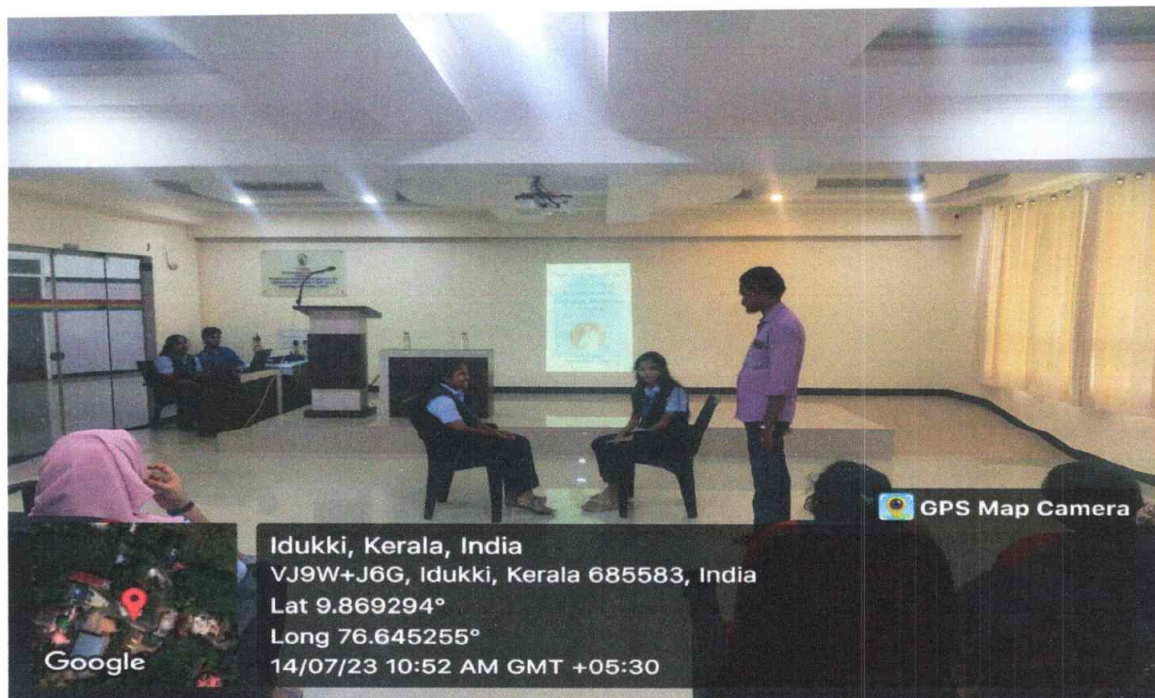 GPS Map Camera
Idukki, Kerala, India
VJ9W+J6G, Idukki, Kerala 685583, India
Lat 9.869294°
Long 76.645255°
14/07/23 10:52 AM GMT +05:30
Google